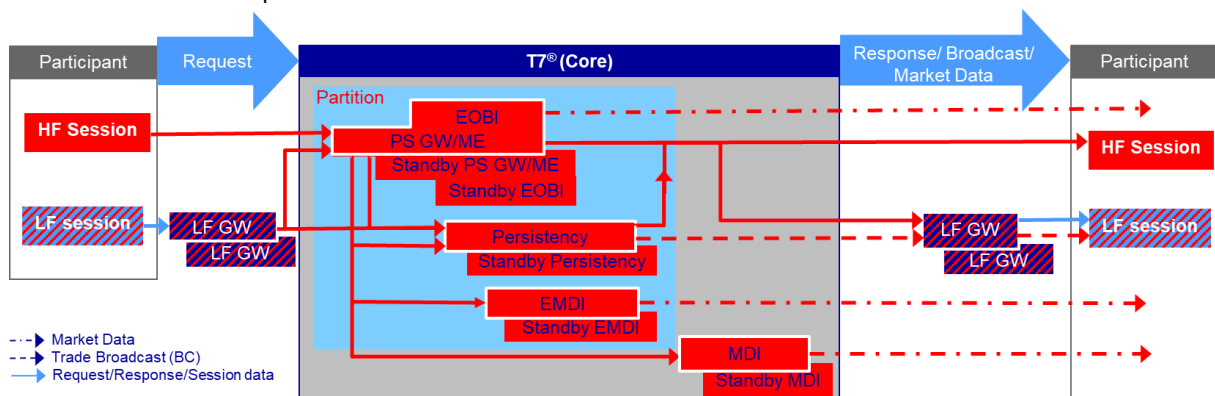 Participant
Request
T7® (Core)
Response/ Broadcast/
Market Data
Participant
Partition
HF Session
EOBI
PS GW/ME
Standby PS GW/ME
Standby EOBI
HF Session
LF session
LF GW
LF GW
Persistency
Standby Persistency
LF GW
LF GW
LF session
EMDI
Standby EMDI
MDI
Standby MDI
Market Data
Trade Broadcast (BC)
Request/Response/Session data